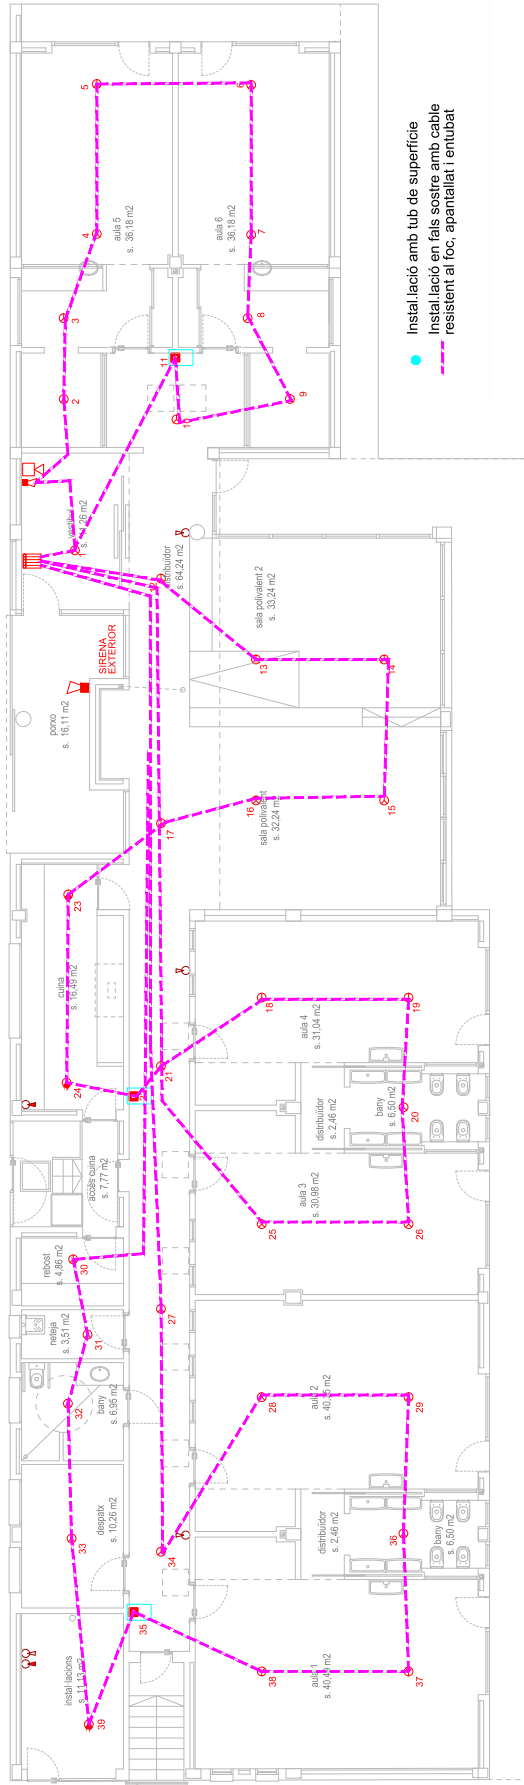 5
6
4
7
aula 5
s. 36,18 m2
aula 6
s. 36,18 m2
3
8
2
9
11
10
vestíbul
1
distribuïdor
s. 64,24 m2
12
sala polivalent 2
s. 33,24 m2
13
14
SIRENA
EXTERIOR
porxo
s. 16,11 m2
sala polivalent
s. 32,24 m2
16
15
17
23
cuina
s. 16,49 m2
18
19
aula 4
s. 31,04 m2
21
24
distribuïdor
s. 2,46 m2
bany
s. 6,50 m2
20
accés cuina
s. 7,77 m2
aula 3
s. 30,98 m2
25
26
rebost
s. 4,86 m2
30
27
neteja
s. 3,51 m2
31
32
bany
s. 6,95 m2
28
aula 2
29
despatx
s. 10,26 m2
33
34
distribuïdor
s. 2,46 m2
36
bany
s. 6,50 m2
35
instal·lacions
s. 11,13 m2
39
38
aula 1
s. 40,49 m2
37
Instal.lació amb tub de superfície
Instal.lació en fals sostre amb cable
resistent al foc, apantallat i entubat